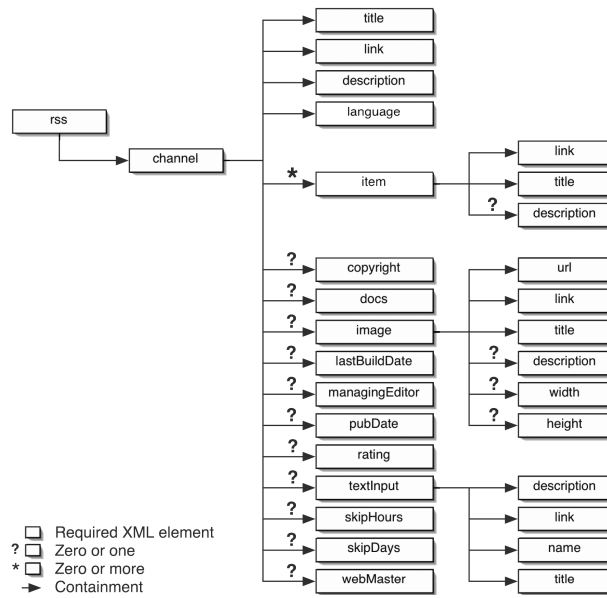 title
link
description
language
rss
channel
* item
link
title
? description
? copyright
? docs
? image
? lastBuildDate
? managingEditor
? pubDate
? rating
? textInput
? skipHours
? skipDays
? webMaster
url
link
title
? description
? width
? height
description
link
name
title
Required XML element
? Zero or one
* Zero or more
Containment